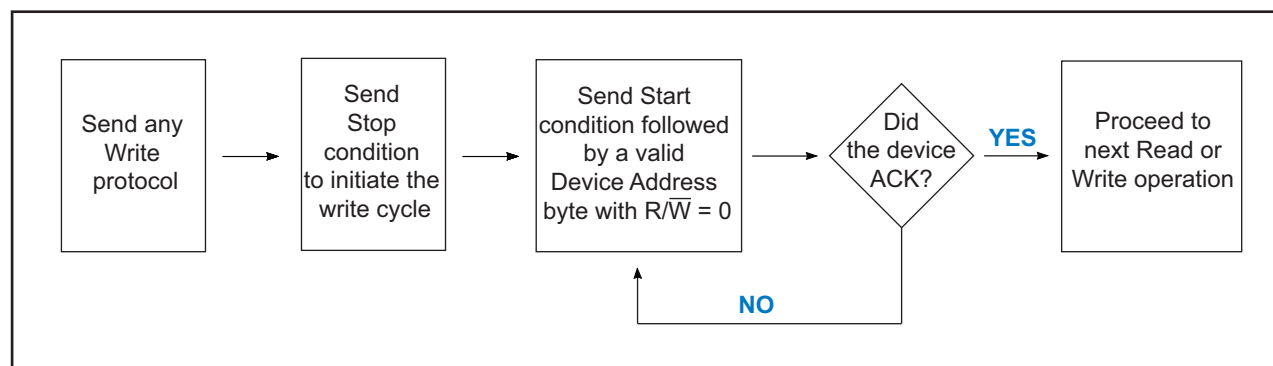 Send any
Write
protocol
Send
Stop
condition
to initiate the
write cycle
Send Start
condition followed
by a valid
Device Address
byte with R/W̅ = 0
Did
the device
ACK?
YES
Proceed to
next Read or
Write operation
NO